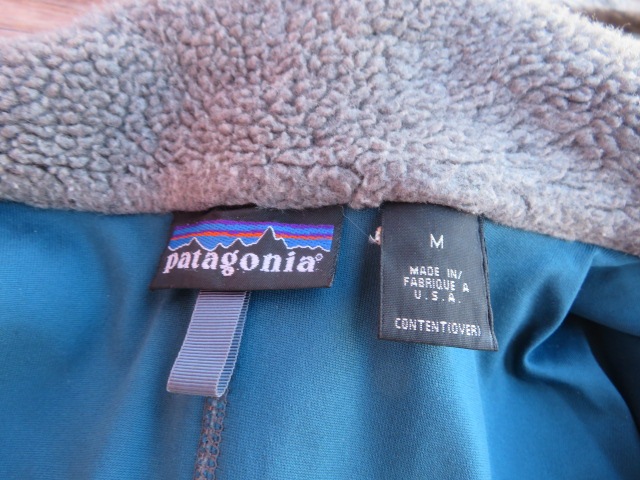 patagonia®
M
MADE IN/
FABRIQUE A
U.S.A.
CONTENT(OVER)